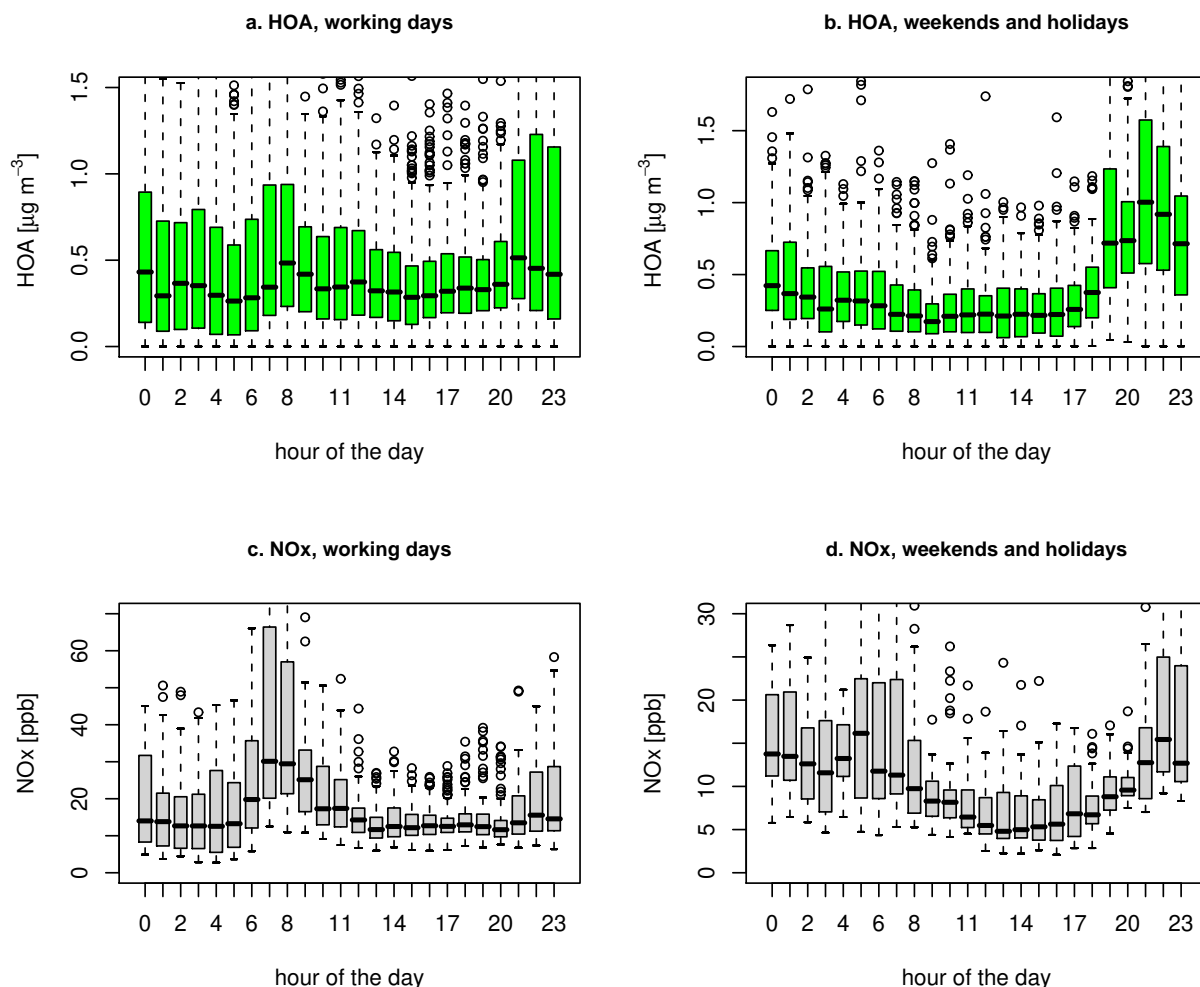 a. HOA, working days
HOA [µg m⁻³]
0.0 0.5 1.0 1.5
0 2 4 6 8 11 14 17 20 23
hour of the day
b. HOA, weekends and holidays
HOA [µg m⁻³]
0.0 0.5 1.0 1.5
0 2 4 6 8 11 14 17 20 23
hour of the day
c. NOx, working days
NOx [ppb]
0 20 40 60
0 2 4 6 8 11 14 17 20 23
hour of the day
d. NOx, weekends and holidays
NOx [ppb]
0 5 10 20 30
0 2 4 6 8 11 14 17 20 23
hour of the day